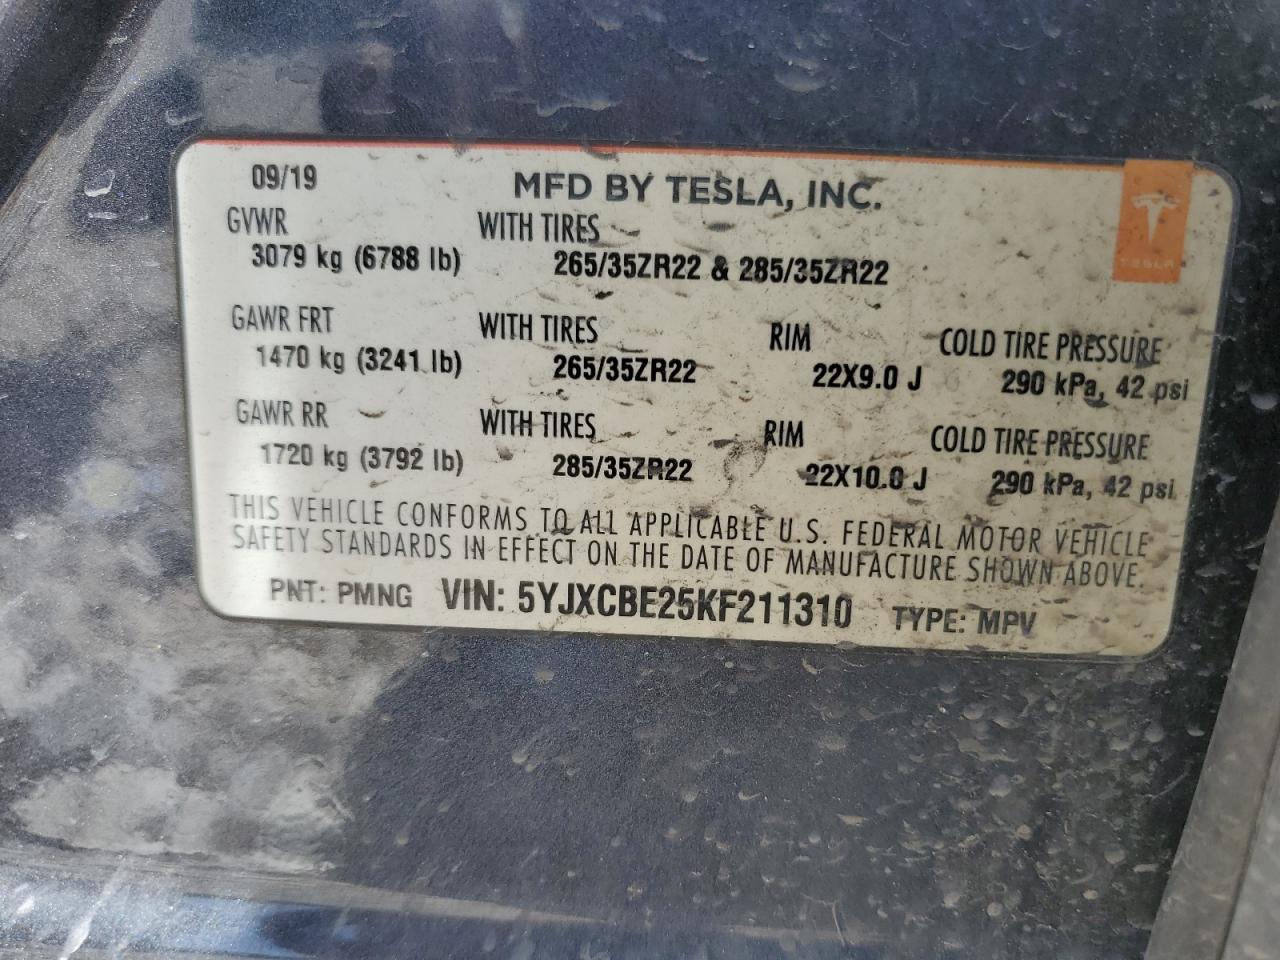 09/19 MFD BY TESLA, INC.
TESLA
GVWR WITH TIRES
3079 kg (6788 lb) 265/35ZR22 & 285/35ZR22
GAWR FRT WITH TIRES RIM COLD TIRE PRESSURE
1470 kg (3241 lb) 265/35ZR22 22X9.0 J 290 kPa, 42 psi
GAWR RR WITH TIRES RIM COLD TIRE PRESSURE
1720 kg (3792 lb) 285/35ZR22 22X10.0 J 290 kPa, 42 psi
THIS VEHICLE CONFORMS TO ALL APPLICABLE U.S. FEDERAL MOTOR VEHICLE
SAFETY STANDARDS IN EFFECT ON THE DATE OF MANUFACTURE SHOWN ABOVE.
PNT: PMNG VIN: 5YJXCBE25KF211310 TYPE: MPV